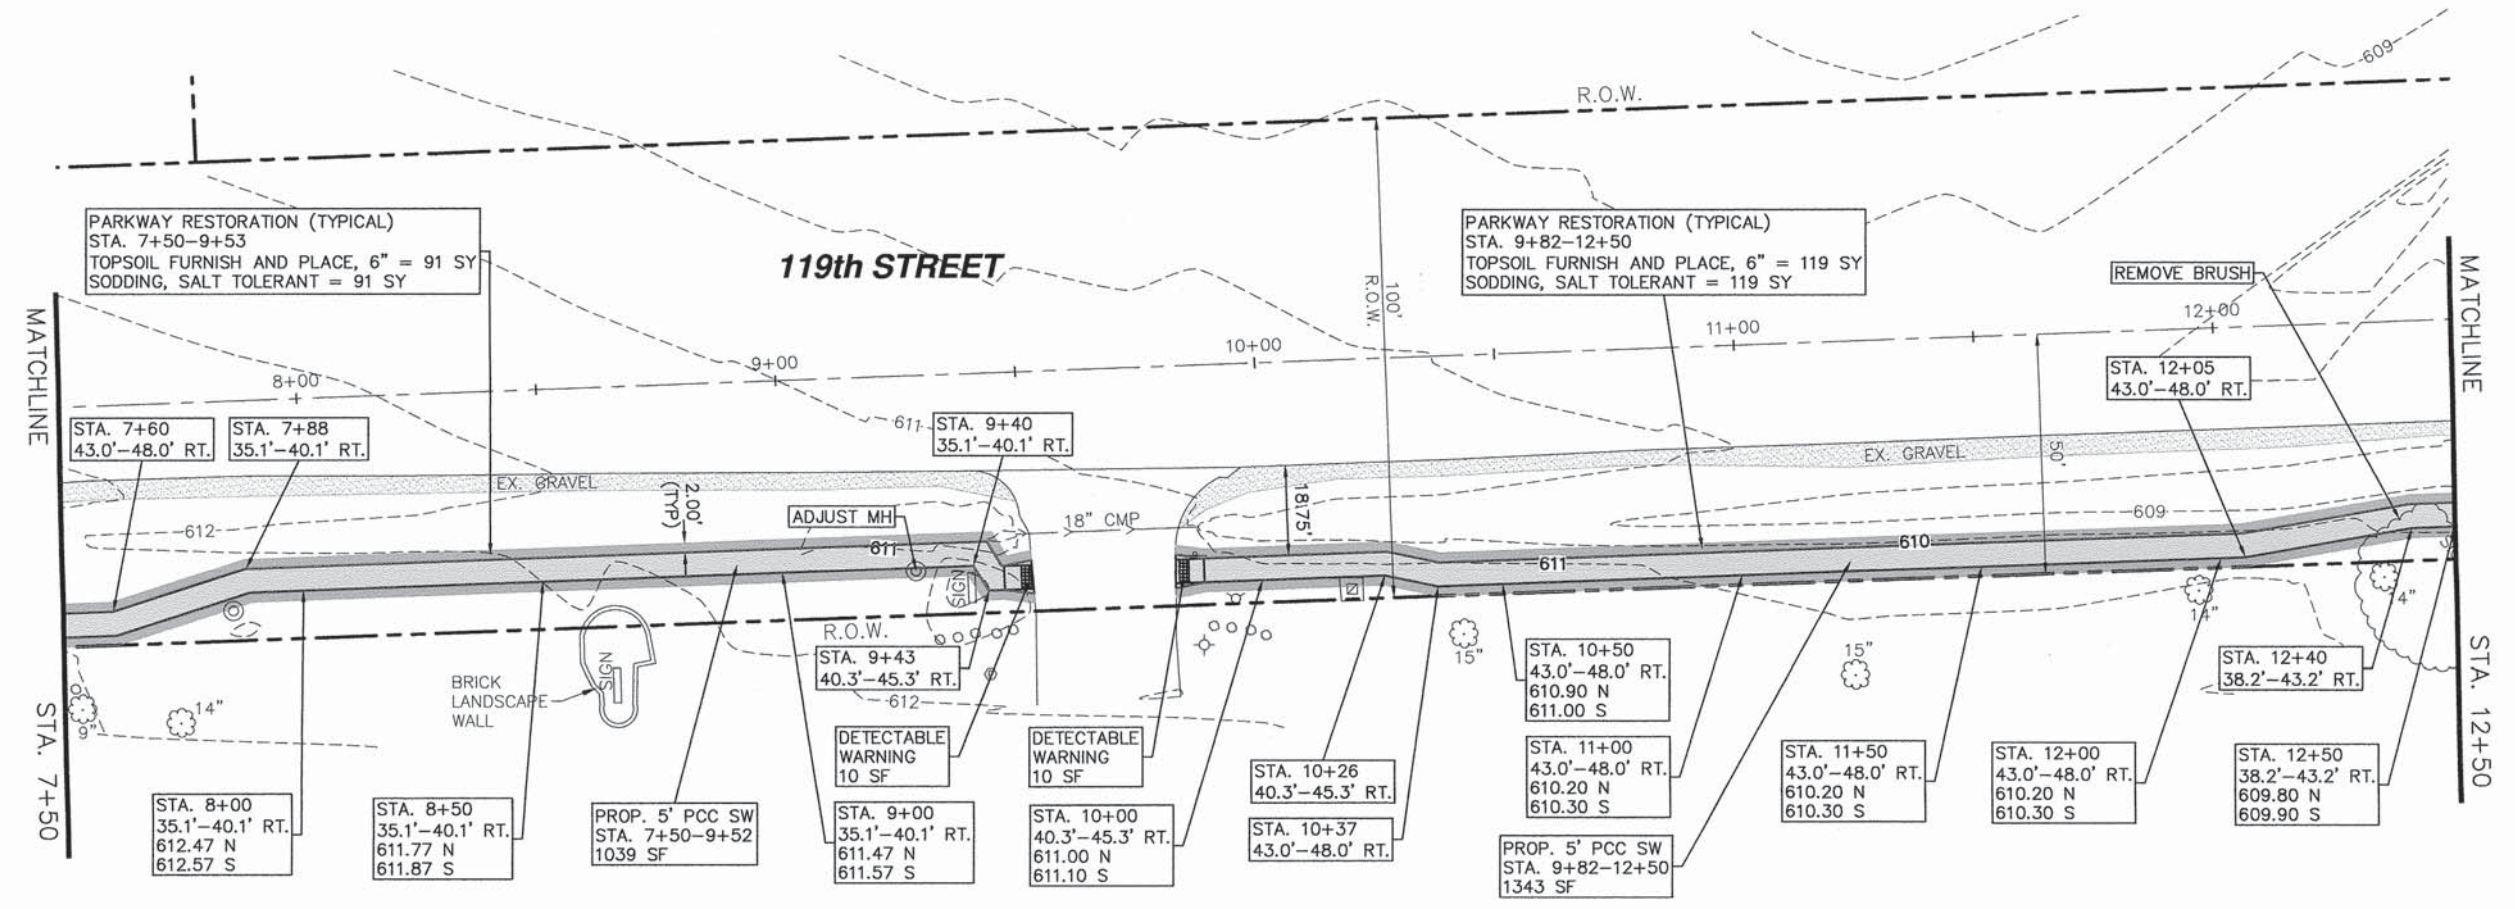 609
R.O.W.
PARKWAY RESTORATION (TYPICAL)
STA. 7+50-9+53
TOPSOIL FURNISH AND PLACE, 6" = 91 SY
SODDING, SALT TOLERANT = 91 SY
119th STREET
100'
R.O.W.
PARKWAY RESTORATION (TYPICAL)
STA. 9+82-12+50
TOPSOIL FURNISH AND PLACE, 6" = 119 SY
SODDING, SALT TOLERANT = 119 SY
REMOVE BRUSH
MATCHLINE
STA. 7+50
MATCHLINE
STA. 12+50
8+00
9+00
10+00
11+00
12+00
STA. 7+60
43.0'-48.0' RT.
STA. 7+88
35.1'-40.1' RT.
611
STA. 9+40
35.1'-40.1' RT.
STA. 12+05
43.0'-48.0' RT.
EX. GRAVEL
EX. GRAVEL
50'
2.00'
(TYP)
18.75'
612
ADJUST MH
18" CMP
609
611
611
610
SIGN
R.O.W.
STA. 9+43
40.3'-45.3' RT.
612
BRICK
LANDSCAPE
WALL
SIGN
9"
14"
15"
15"
14"
4"
STA. 10+50
43.0'-48.0' RT.
610.90 N
611.00 S
STA. 12+40
38.2'-43.2' RT.
DETECTABLE
WARNING
10 SF
DETECTABLE
WARNING
10 SF
STA. 10+26
40.3'-45.3' RT.
STA. 11+00
43.0'-48.0' RT.
610.20 N
610.30 S
STA. 11+50
43.0'-48.0' RT.
610.20 N
610.30 S
STA. 12+00
43.0'-48.0' RT.
610.20 N
610.30 S
STA. 12+50
38.2'-43.2' RT.
609.80 N
609.90 S
STA. 8+00
35.1'-40.1' RT.
612.47 N
612.57 S
STA. 8+50
35.1'-40.1' RT.
611.77 N
611.87 S
PROP. 5' PCC SW
STA. 7+50-9+52
1039 SF
STA. 9+00
35.1'-40.1' RT.
611.47 N
611.57 S
STA. 10+00
40.3'-45.3' RT.
611.00 N
611.10 S
STA. 10+37
43.0'-48.0' RT.
PROP. 5' PCC SW
STA. 9+82-12+50
1343 SF